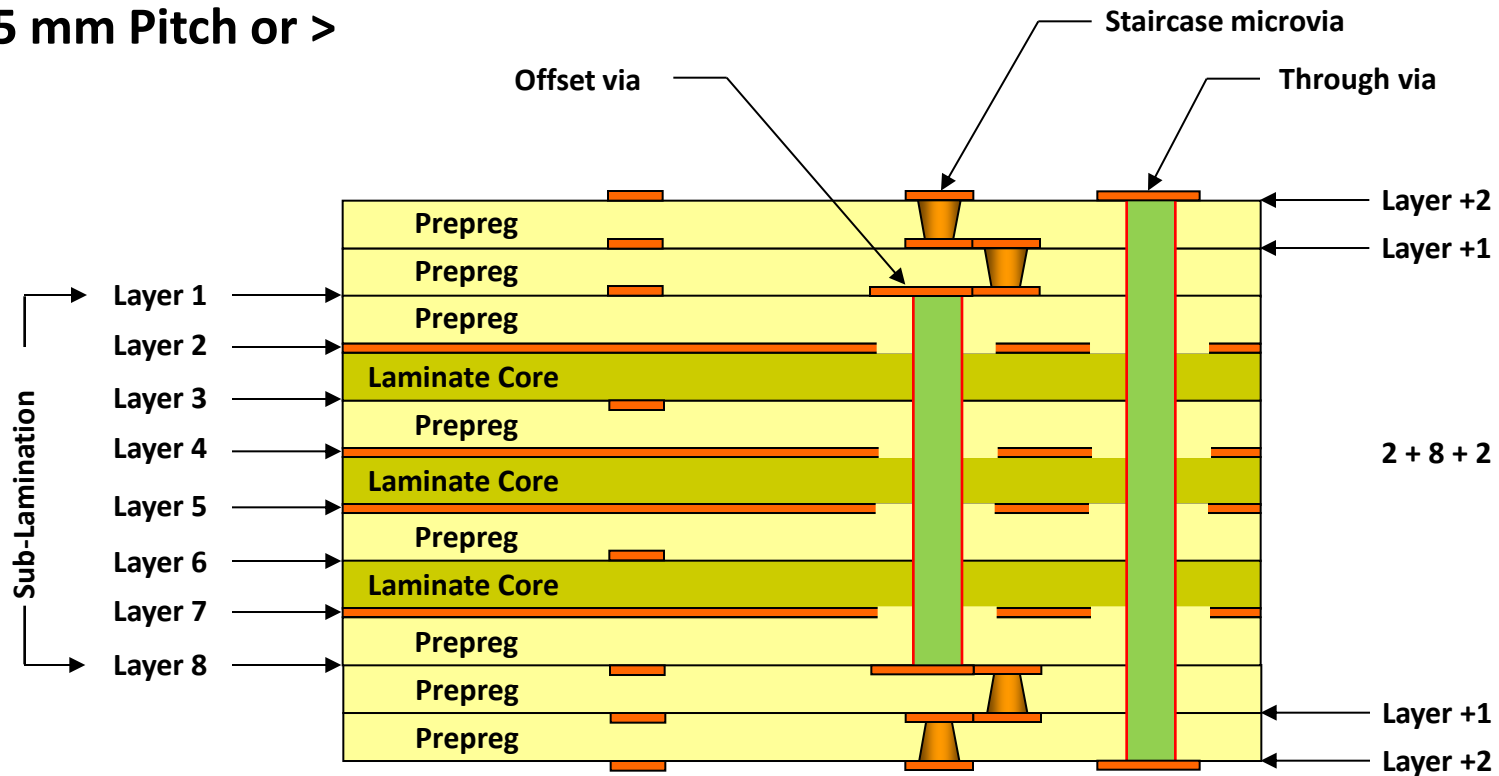 5 mm Pitch or >
Staircase microvia
Offset via
Through via
Prepreg
Layer +2
Prepreg
Layer +1
Layer 1
Prepreg
Layer 2
Laminate Core
Layer 3
Prepreg
Layer 4
2 + 8 + 2
Laminate Core
Layer 5
Prepreg
Sub-Lamination
Layer 6
Laminate Core
Layer 7
Prepreg
Layer 8
Prepreg
Layer +1
Prepreg
Layer +2